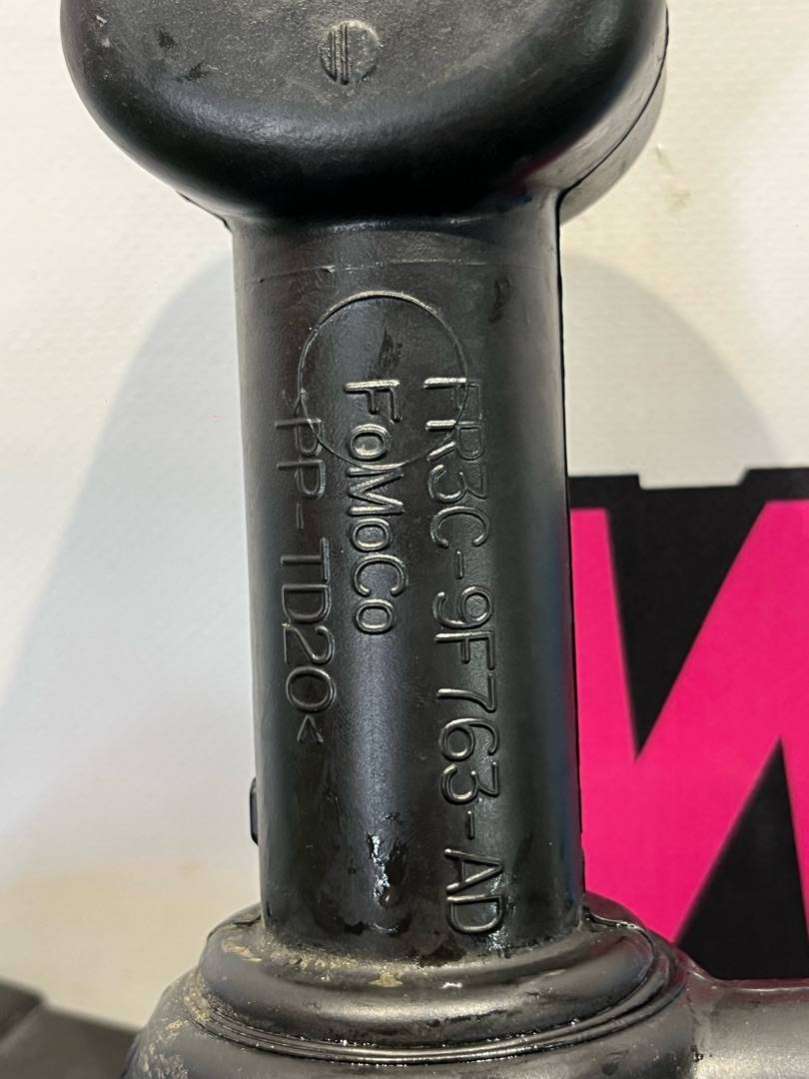 FR3C-9F763-AD
FoMoCo
>PP-TD20<
W